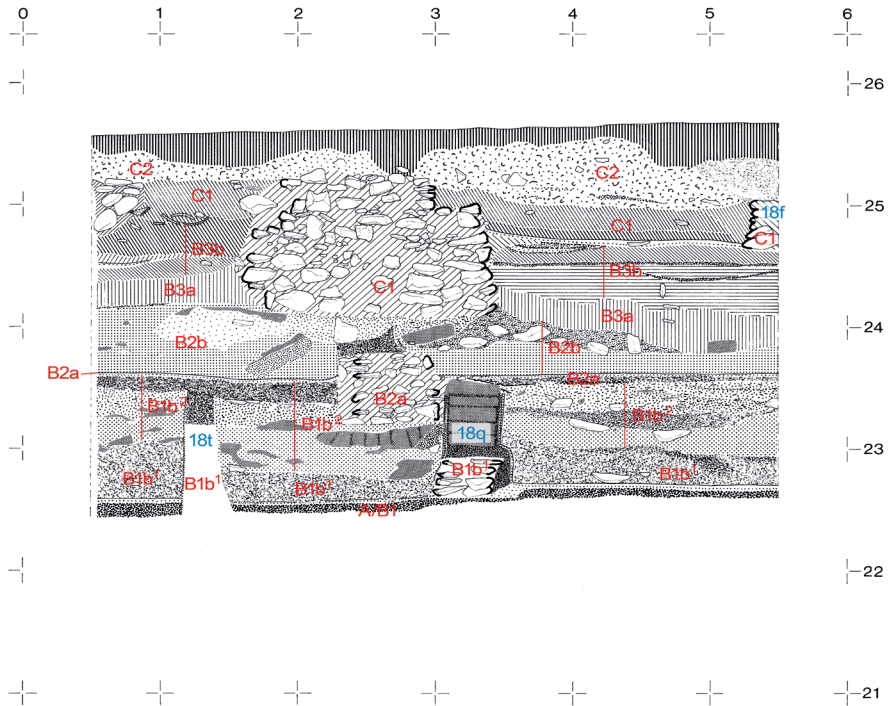 0 1 2 3 4 5 6
26
C2 C2
C1 25
18f
C1 C1
B3b B3b
C1
B3a
B3a
24
B2b B2b
B2a B2a
B2a
B1b² B1b² B1b²
18t 18q
23
B1b¹ B1b¹ B1b¹
B1b¹ B1b¹
A/B1
22
21